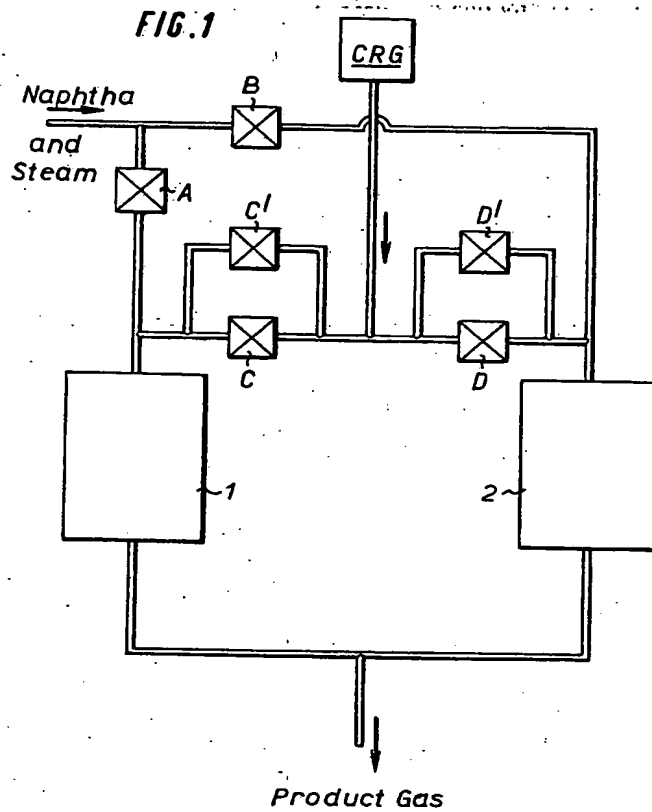 FIG.1
CRG
Naphtha
and
Steam
B
A
C'
D'
C
D
1
2
Product Gas